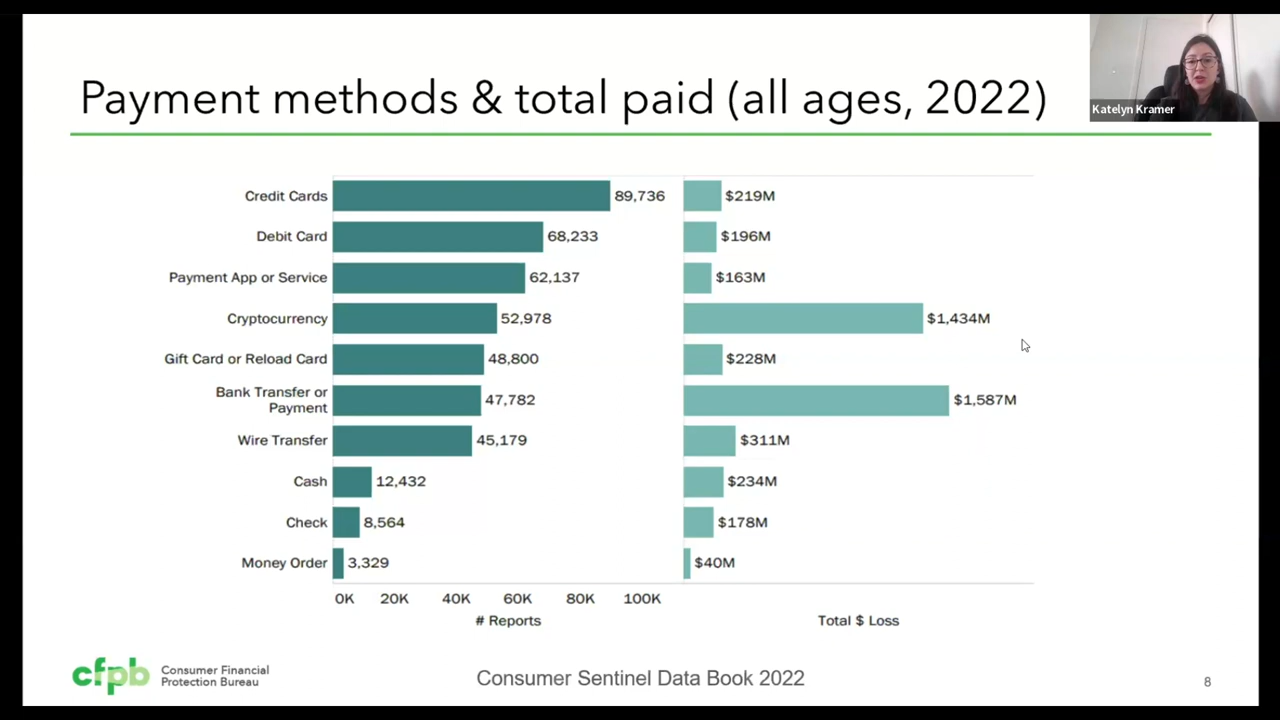 Payment methods & total paid (all ages, 2022)
Katelyn Kramer
Credit Cards 89,736 $219M
Debit Card 68,233 $196M
Payment App or Service 62,137 $163M
Cryptocurrency 52,978 $1,434M
Gift Card or Reload Card 48,800 $228M
Bank Transfer or
Payment 47,782 $1,587M
Wire Transfer 45,179 $311M
Cash 12,432 $234M
Check 8,564 $178M
Money Order 3,329 $40M
0K 20K 40K 60K 80K 100K
# Reports Total $ Loss
cfpb Consumer Financial
Protection Bureau
Consumer Sentinel Data Book 2022
8